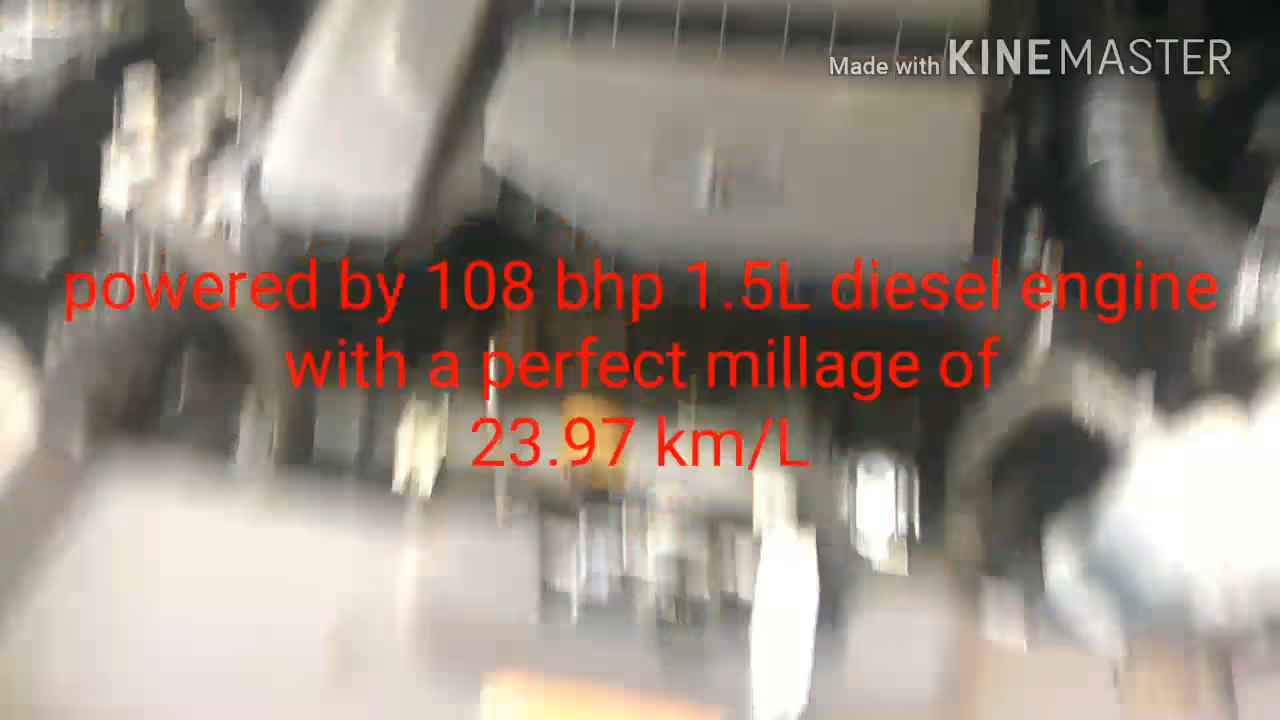 Made with KINEMASTER
powered by 108 bhp 1.5L diesel engine
with a perfect millage of
23.97 km/L